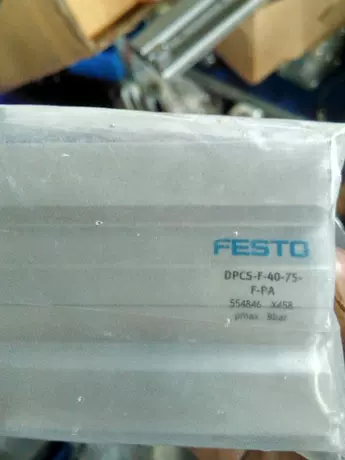 FESTO
DPCS-F-40-75-
F-PA
554846 X458
pmax 8bar